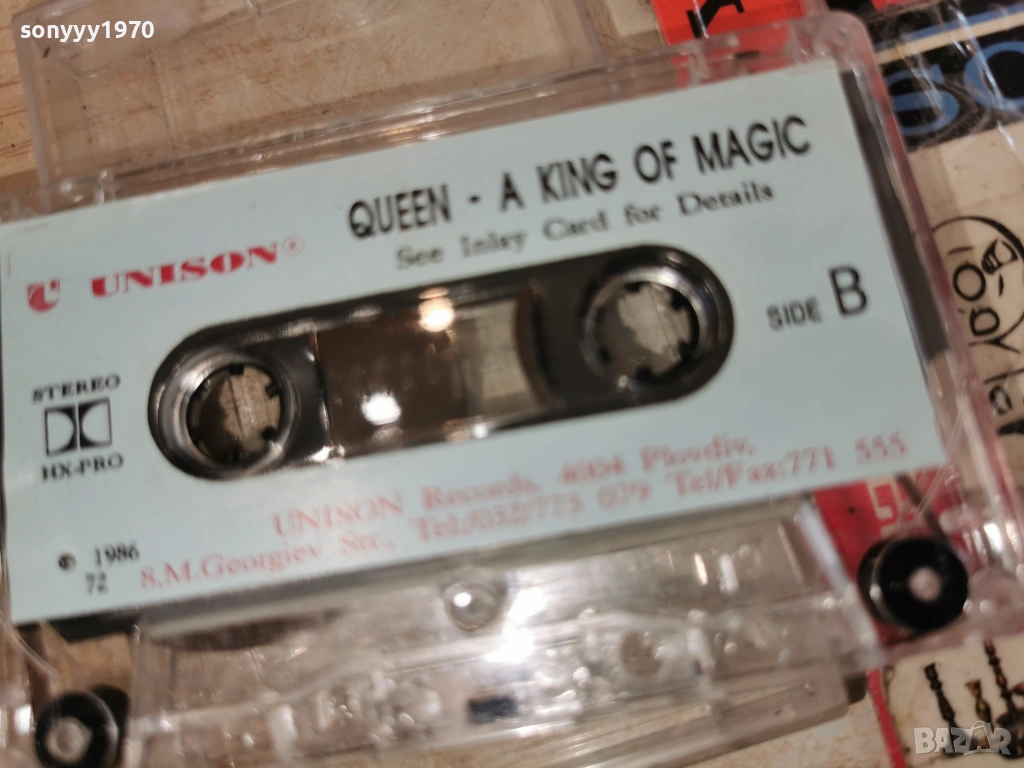 sonyyy1970
QUEEN - A KING OF MAGIC
See Inlay Card for Details
UNISON®
SIDE B
STEREO
HX-PRO
UNISON Records, 4004 Plovdiv,
8,M.Georgiev Str., Tel./032/775 079 Tel/Fax:771 555
℗ 1986
72
BAZAR